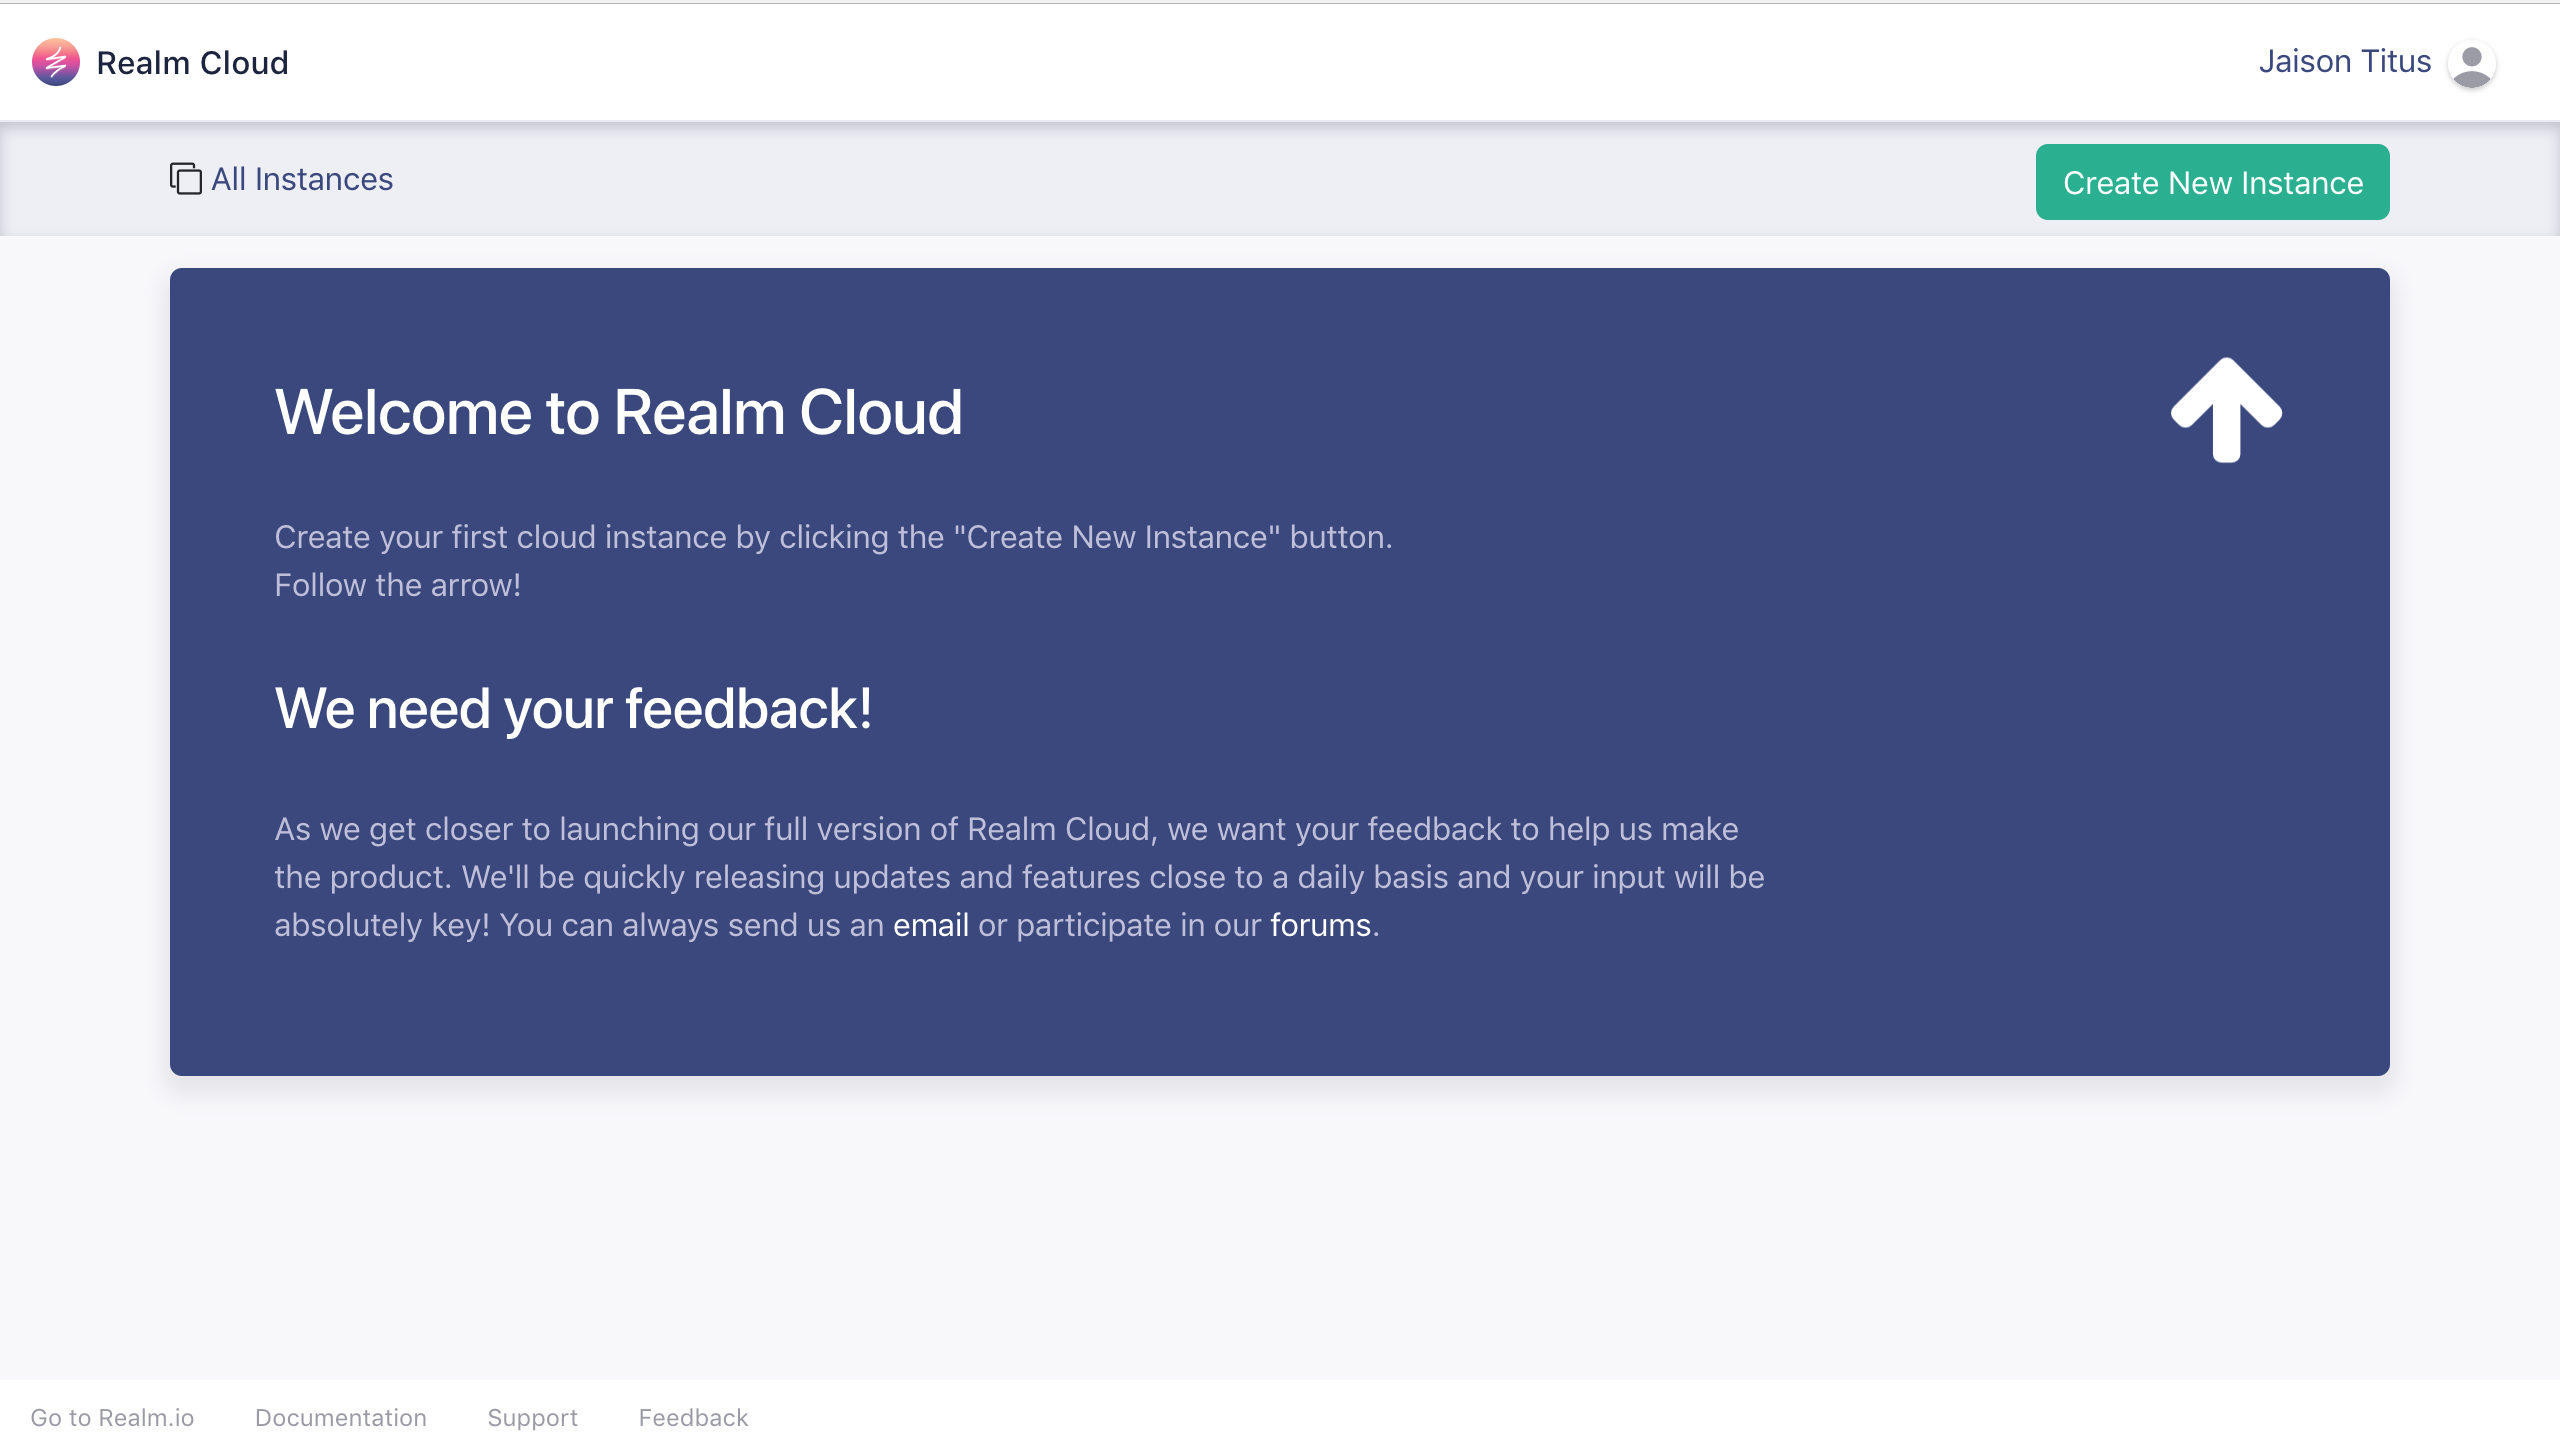 Realm Cloud
Jaison Titus
All Instances
Create New Instance
Welcome to Realm Cloud
Create your first cloud instance by clicking the "Create New Instance" button.
Follow the arrow!
We need your feedback!
As we get closer to launching our full version of Realm Cloud, we want your feedback to help us make
the product. We'll be quickly releasing updates and features close to a daily basis and your input will be
absolutely key! You can always send us an email or participate in our forums.
Go to Realm.io
Documentation
Support
Feedback